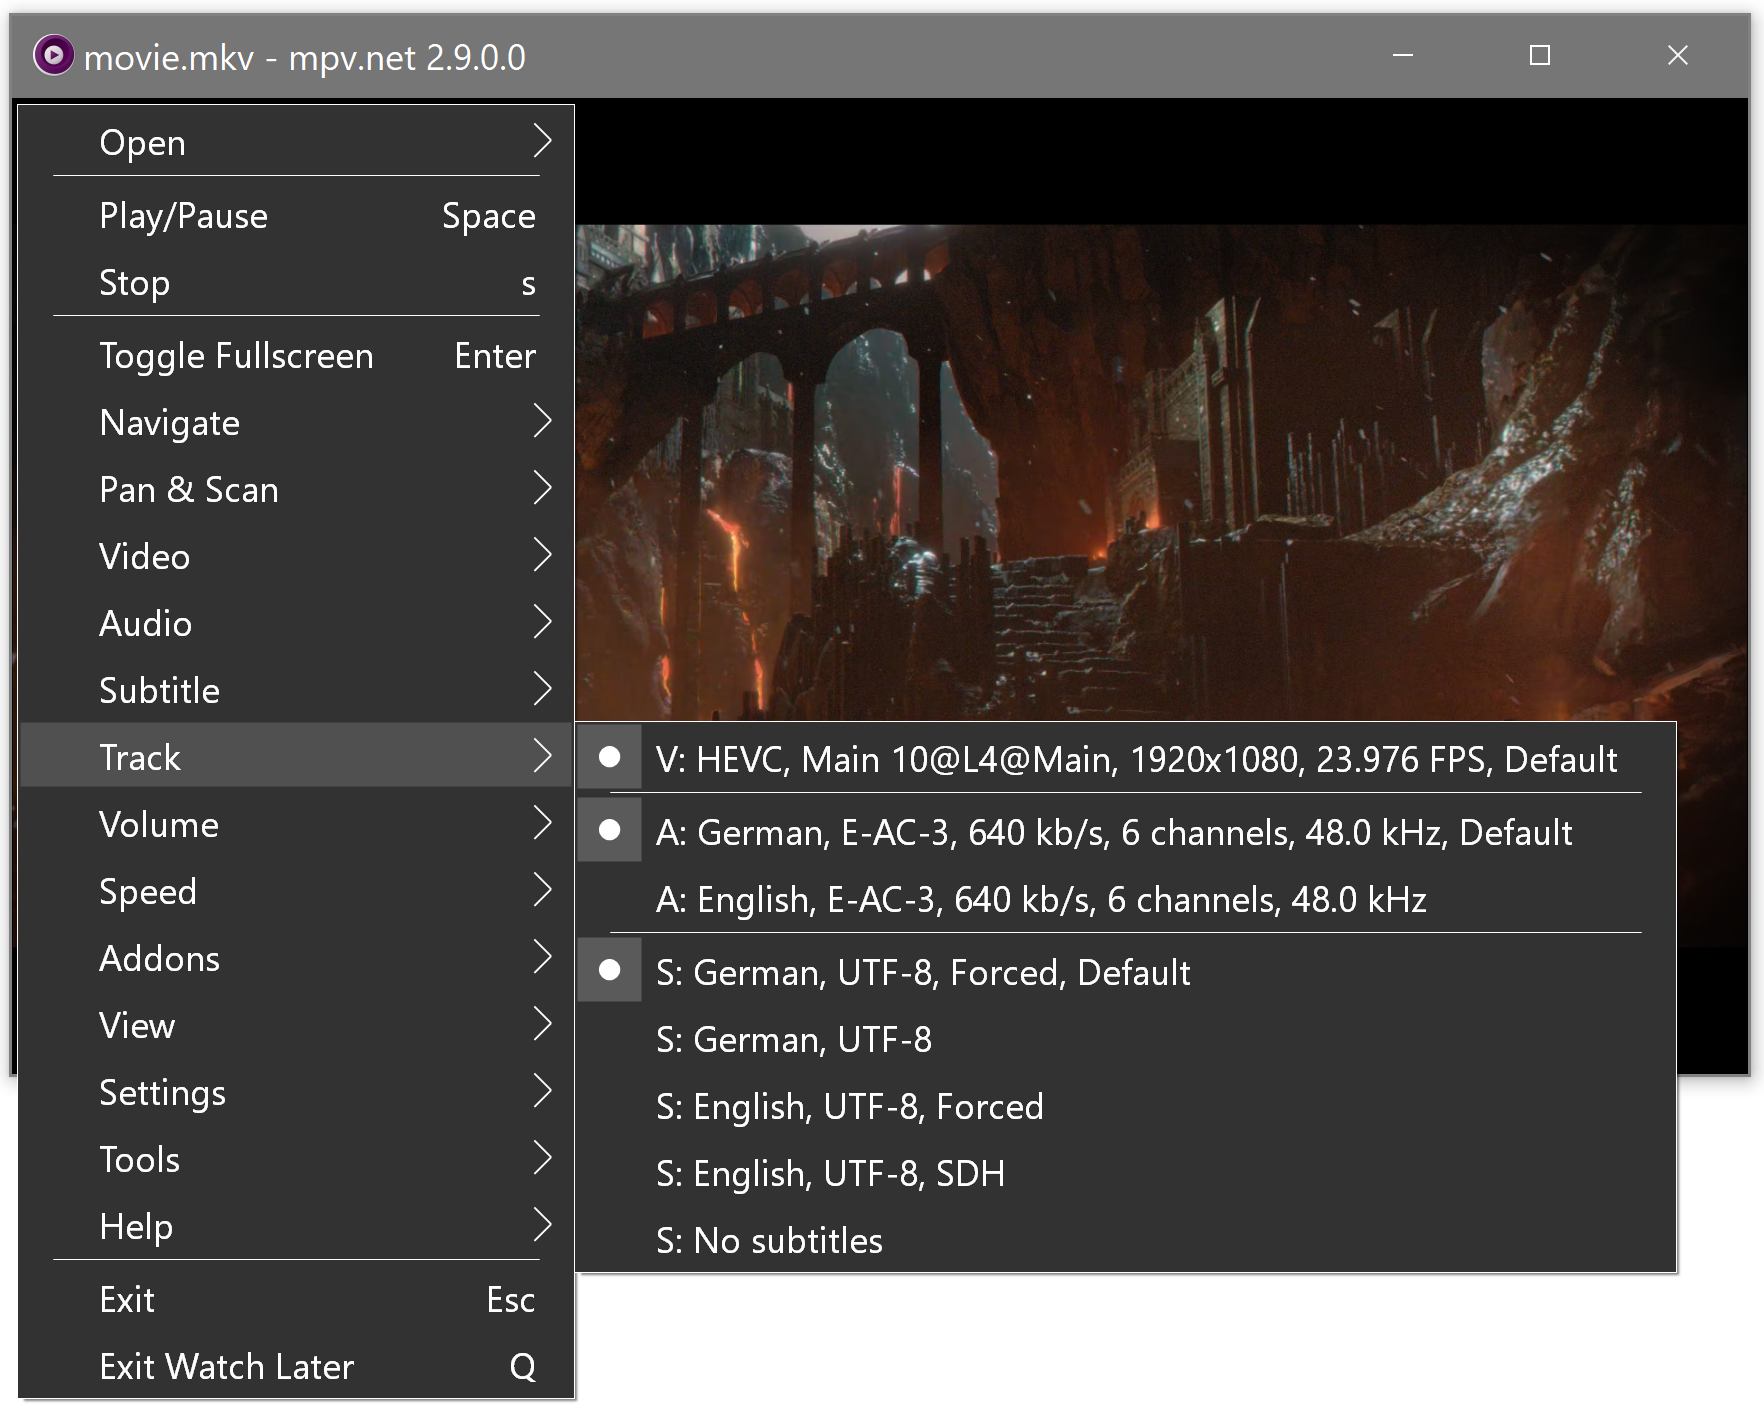 movie.mkv - mpv.net 2.9.0.0
Open
Play/Pause Space
Stop s
Toggle Fullscreen Enter
Navigate
Pan & Scan
Video
Audio
Subtitle
Track
Volume
Speed
Addons
View
Settings
Tools
Help
Exit Esc
Exit Watch Later Q
V: HEVC, Main 10@L4@Main, 1920x1080, 23.976 FPS, Default
A: German, E-AC-3, 640 kb/s, 6 channels, 48.0 kHz, Default
A: English, E-AC-3, 640 kb/s, 6 channels, 48.0 kHz
S: German, UTF-8, Forced, Default
S: German, UTF-8
S: English, UTF-8, Forced
S: English, UTF-8, SDH
S: No subtitles